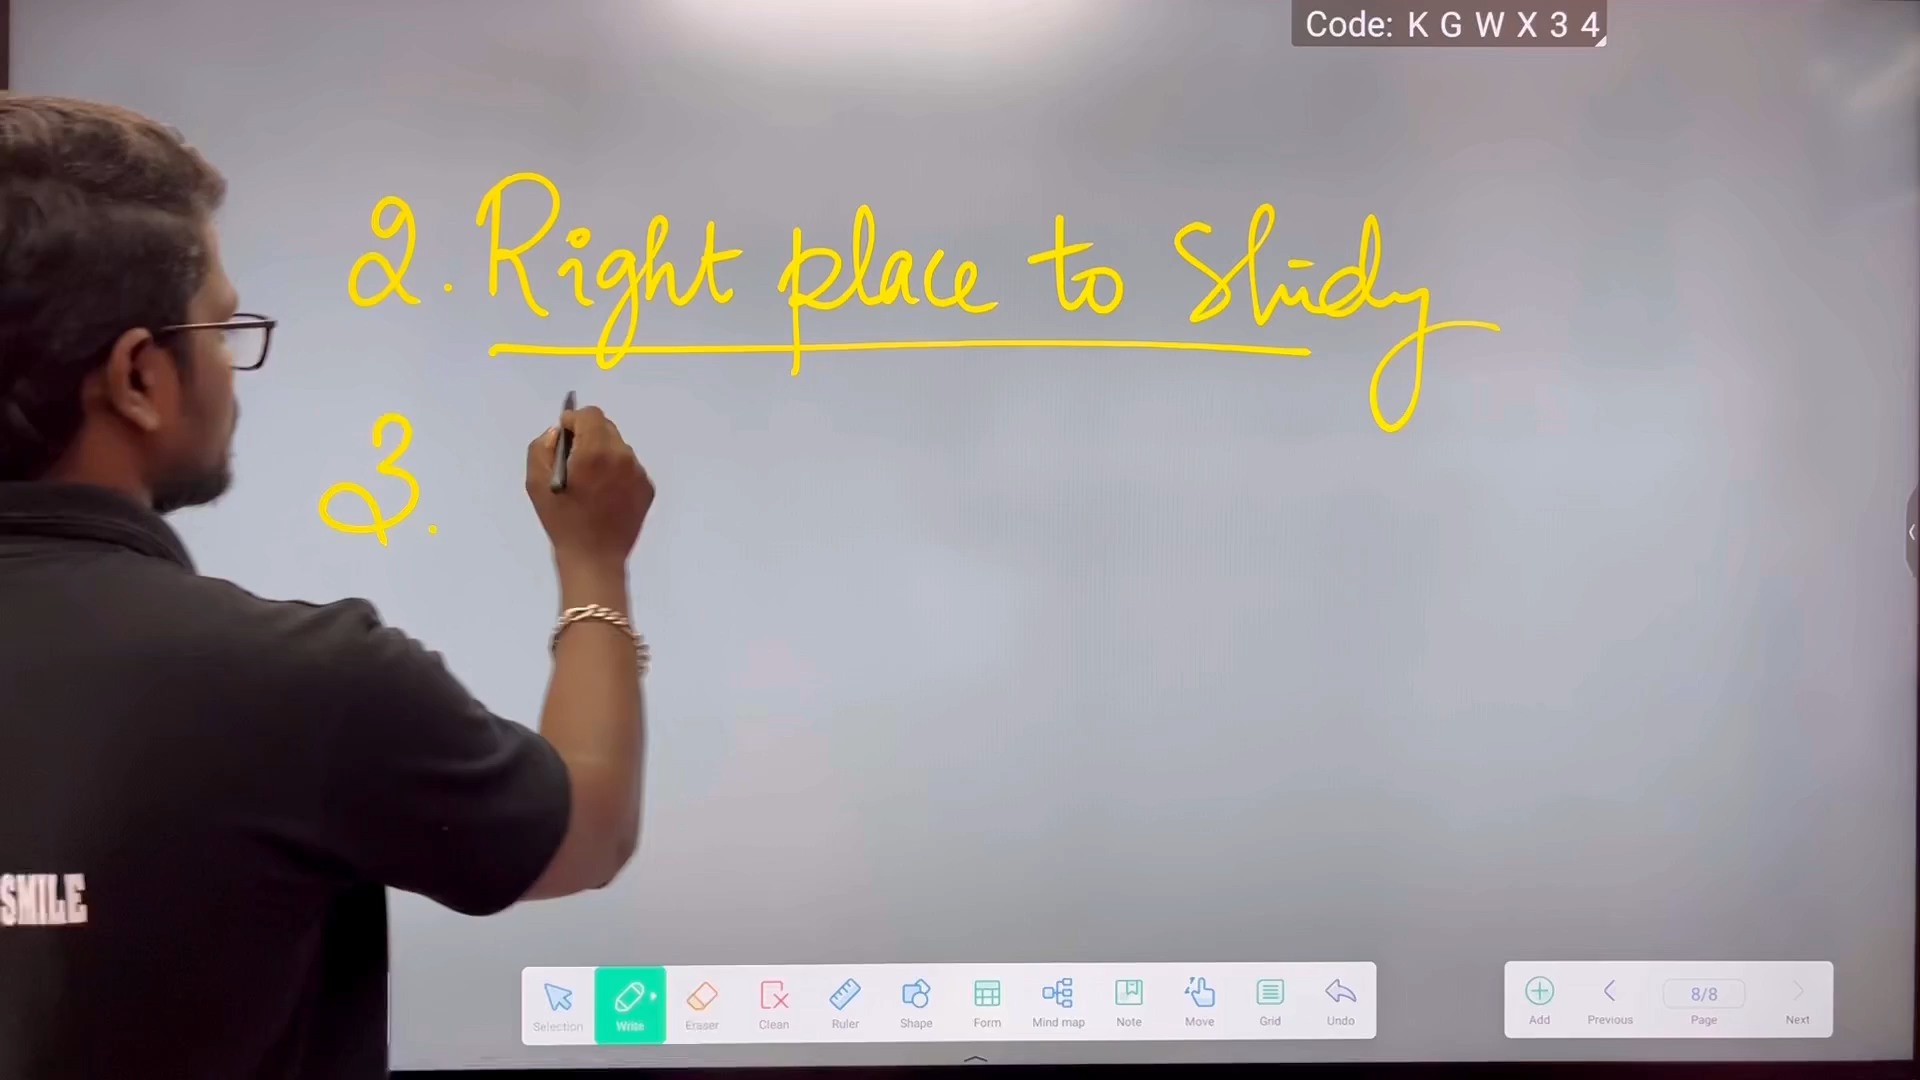 Code: K G W X 3 4
2. Right place to Study
3.
SMILE
Selection Write Eraser Clean Ruler Shape Form Mind map Note Move Grid Undo
Add Previous 8/8 Page Next